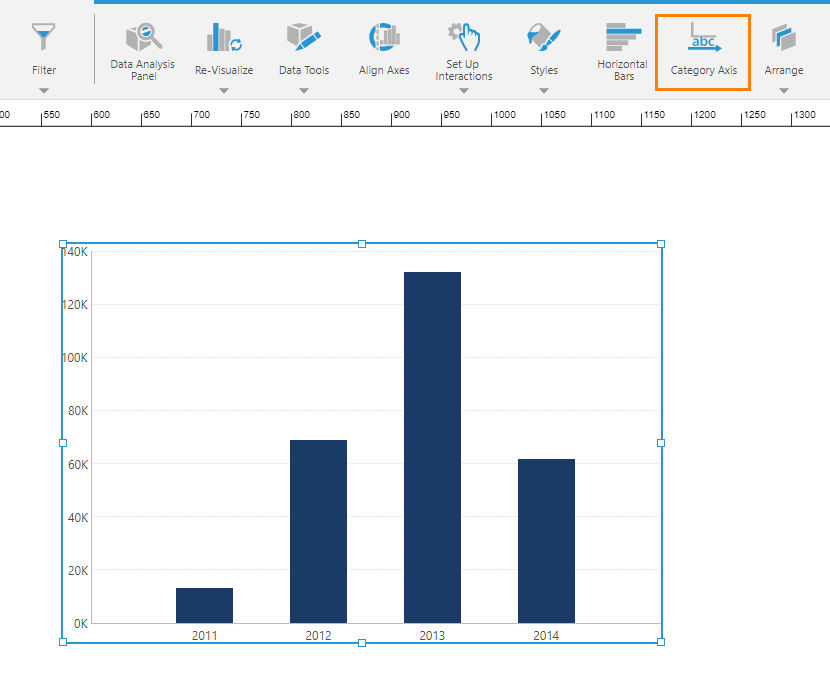 Filter
Data Analysis
Panel
Re-Visualize
Data Tools
Align Axes
Set Up
Interactions
Styles
Horizontal
Bars
abc
Category Axis
Arrange
00 550 600 650 700 750 800 850 900 950 1000 1050 1100 1150 1200 1250 1300
140K
120K
100K
80K
60K
40K
20K
0K
2011 2012 2013 2014